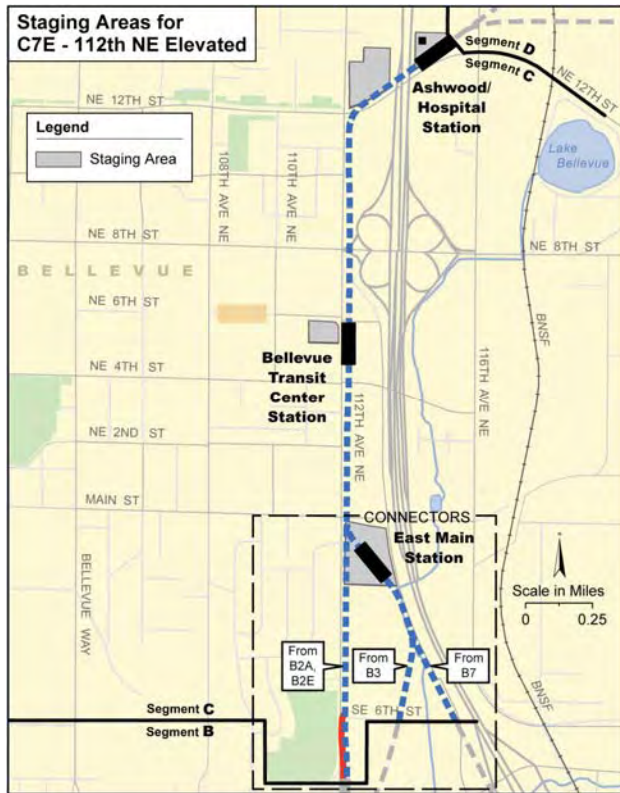 Staging Areas for
C7E - 112th NE Elevated
Segment D
Segment C
NE 12TH ST
Ashwood/
Hospital
Station
NE 12TH ST
Legend
Staging Area
Lake
Bellevue
108TH AVE NE
110TH AVE NE
NE 8TH ST
NE 8TH ST
BELLEVUE
NE 6TH ST
BNSF
Bellevue
Transit
Center
Station
NE 4TH ST
116TH AVE NE
112TH AVE NE
NE 2ND ST
MAIN ST
CONNECTORS
East Main
Station
BELLEVUE WAY
Scale in Miles
0 0.25
From
B2A,
B2E
From
B3
From
B7
BNSF
Segment C
Segment B
SE 6TH ST